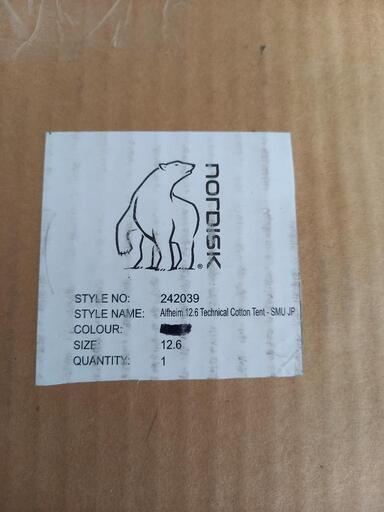 NORDISK
®
STYLE NO: 242039
STYLE NAME: Alfheim 12.6 Technical Cotton Tent - SMU JP
COLOUR:
SIZE 12.6
QUANTITY: 1